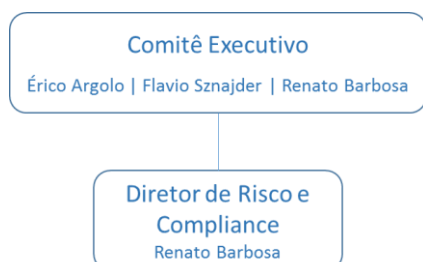 Comitê Executivo
Érico Argolo | Flavio Sznajder | Renato Barbosa
Diretor de Risco e
Compliance
Renato Barbosa